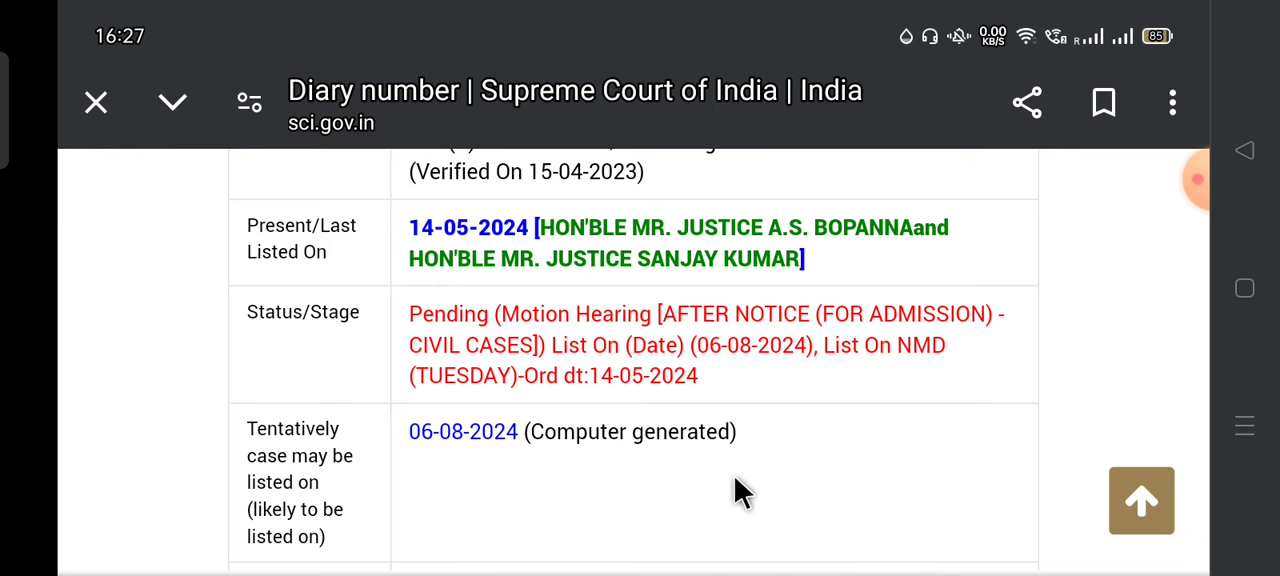 16:27
0.00
KB/S
R
85
Diary number | Supreme Court of India | India
sci.gov.in
(Verified On 15-04-2023)
Present/Last
Listed On
14-05-2024 [HON'BLE MR. JUSTICE A.S. BOPANNAand
HON'BLE MR. JUSTICE SANJAY KUMAR]
Status/Stage
Pending (Motion Hearing [AFTER NOTICE (FOR ADMISSION) -
CIVIL CASES]) List On (Date) (06-08-2024), List On NMD
(TUESDAY)-Ord dt:14-05-2024
Tentatively
case may be
listed on
(likely to be
listed on)
06-08-2024 (Computer generated)